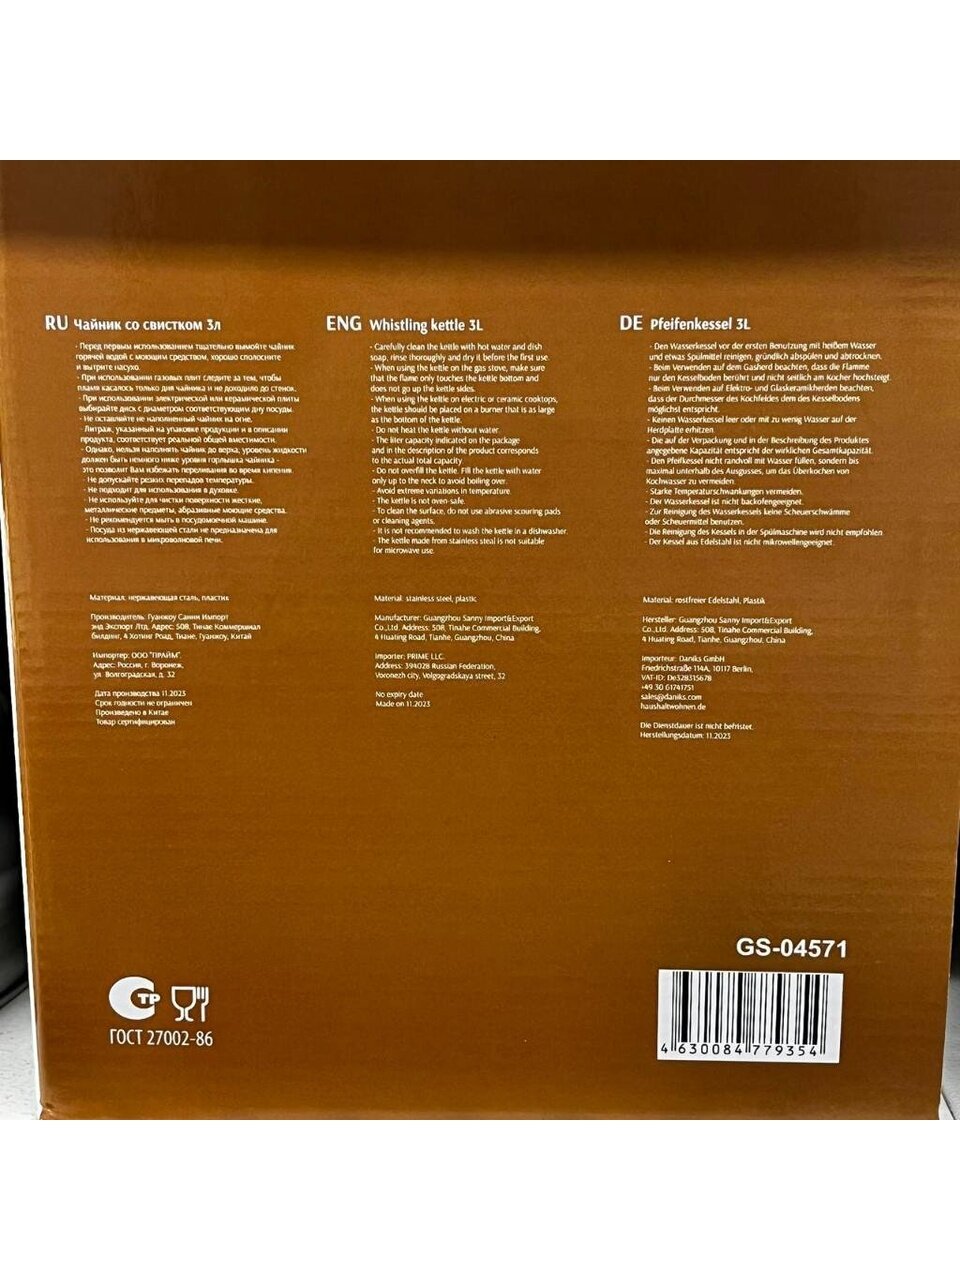 RU Чайник со свистком 3л
- Перед первым использованием тщательно вымойте чайник
горячей водой с моющим средством, хорошо сполосните
и вытрите насухо.
- При использовании газовых плит следите за тем, чтобы
пламя касалось только дна чайника и не доходило до стенок.
- При использовании электрической или керамической плиты
выбирайте диск с диаметром соответствующим дну посуды.
- Не оставляйте не наполненный чайник на огне.
- Литраж, указанный на упаковке продукции и в описании
продукта, соответствует реальной общей вместимости.
- Однако, нельзя наполнять чайник до верха, уровень жидкости
должен быть немного ниже уровня горлышка чайника -
это позволит Вам избежать переливания во время кипения.
- Не допускайте резких перепадов температуры.
- Не подходит для использования в духовке.
- Не используйте для чистки поверхности жесткие,
металлические предметы, абразивные моющие средства.
- Не рекомендуется мыть в посудомоечной машине.
- Посуда из нержавеющей стали не предназначена для
использования в микроволновой печи.
Материал: нержавеющая сталь, пластик
Производитель: Гуанжоу Санни Импорт
энд Экспорт Лтд. Адрес: 508, Тинае Коммершиал
билдинг, 4 Хотинг Роад, Тиане, Гуанжоу, Китай
Импортер: ООО "ПРАЙМ".
Адрес: Россия, г. Воронеж,
ул. Волгоградская, д. 32
Дата производства 11.2023
Срок годности не ограничен
Произведено в Китае
Товар сертифицирован
ENG Whistling kettle 3L
- Carefully clean the kettle with hot water and dish
soap, rinse thoroughly and dry it before the first use.
- When using the kettle on the gas stove, make sure
that the flame only touches the kettle bottom and
does not go up the kettle sides.
- When using the kettle on electric or ceramic cooktops,
the kettle should be placed on a burner that is as large
as the bottom of the kettle.
- Do not heat the kettle without water.
- The liter capacity indicated on the package
and in the description of the product corresponds
to the actual total capacity
- Do not overfill the kettle. Fill the kettle with water
only up to the neck to avoid boiling over.
- Avoid extreme variations in temperature
- The kettle is not oven-safe.
- To clean the surface, do not use abrasive scouring pads
or cleaning agents.
- It is not recommended to wash the kettle in a dishwasher
- The kettle made from stainless steal is not suitable
for microwave use.
Material: stainless steel, plastic
Manufacturer: Guangzhou Sanny Import&Export
Co.,Ltd. Address: 508, Tinahe Commercial Building,
4 Huating Road, Tianhe, Guangzhou, China
Importer: PRIME LLC.
Address: 394028 Russian Federation,
Voronezh city, Volgogradskaya street, 32
No expiry date
Made on 11.2023
DE Pfeifenkessel 3L
- Den Wasserkessel vor der ersten Benutzung mit heißem Wasser
und etwas Spülmittel reinigen, gründlich abspülen und abtrocknen.
- Beim Verwenden auf dem Gasherd beachten, dass die Flamme
nur den Kesselboden berührt und nicht seitlich am Kocher hochsteigt.
- Beim Verwenden auf Elektro- und Glaskeramikherden beachten,
dass der Durchmesser des Kochfeldes dem des Kesselbodens
möglichst entspricht.
- Keinen Wasserkessel leer oder mit zu wenig Wasser auf der
Herdplatte erhitzen
- Die auf der Verpackung und in der Beschreibung des Produktes
angegebene Kapazität entspricht der wirklichen Gesamtkapazität.
- Den Pfeifkessel nicht randvoll mit Wasser füllen, sondern bis
maximal unterhalb des Ausgusses, um das Überkochen von
Kochwasser zu vermeiden.
- Starke Temperaturschwankungen vermeiden.
- Der Wasserkessel ist nicht backofengeeignet.
- Zur Reinigung des Wasserkessels keine Scheuerschwämme
oder Scheuermittel benutzen.
- Die Reinigung des Kessels in der Spülmaschine wird nicht empfohlen
- Der Kessel aus Edelstahl ist nicht mikrowellengeeignet.
Material: rostfreier Edelstahl, Plastik
Hersteller: Guangzhou Sanny Import&Export
Co.,Ltd. Address: 508, Tinahe Commercial Building,
4 Huating Road, Tianhe, Guangzhou, China
Importeur: Daniks GmbH
Friedrichstraße 114A, 10117 Berlin,
VAT-ID: De328315678
+49 30 61741751
sales@daniks.com
haushaltwohnen.de
Die Dienstdauer ist nicht befristet.
Herstellungsdatum: 11.2023
GS-04571
4 630084 779354
ТР
ГОСТ 27002-86